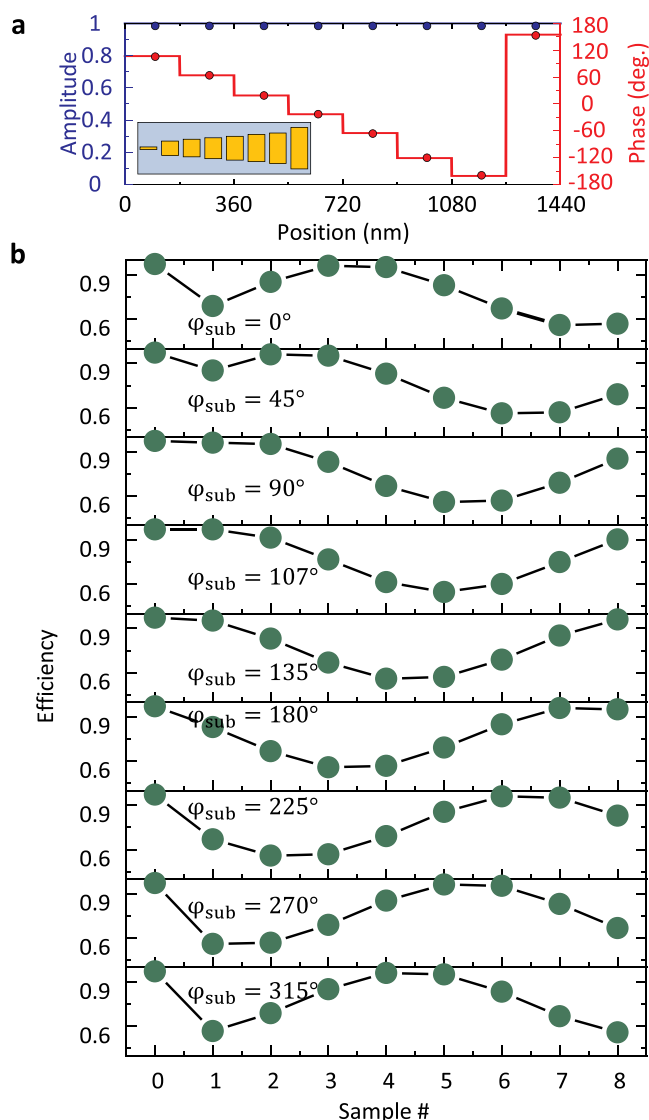 a
Amplitude
1
0.8
0.6
0.4
0.2
0
180
120
60
0
-60
-120
-180
Phase (deg.)
0 360 720 1080 1440
Position (nm)
b
Efficiency
0.9
0.6
φsub = 0°
0.9
0.6
φsub = 45°
0.9
0.6
φsub = 90°
0.9
0.6
φsub = 107°
0.9
0.6
φsub = 135°
0.9
0.6
φsub = 180°
0.9
0.6
φsub = 225°
0.9
0.6
φsub = 270°
0.9
0.6
φsub = 315°
0 1 2 3 4 5 6 7 8
Sample #